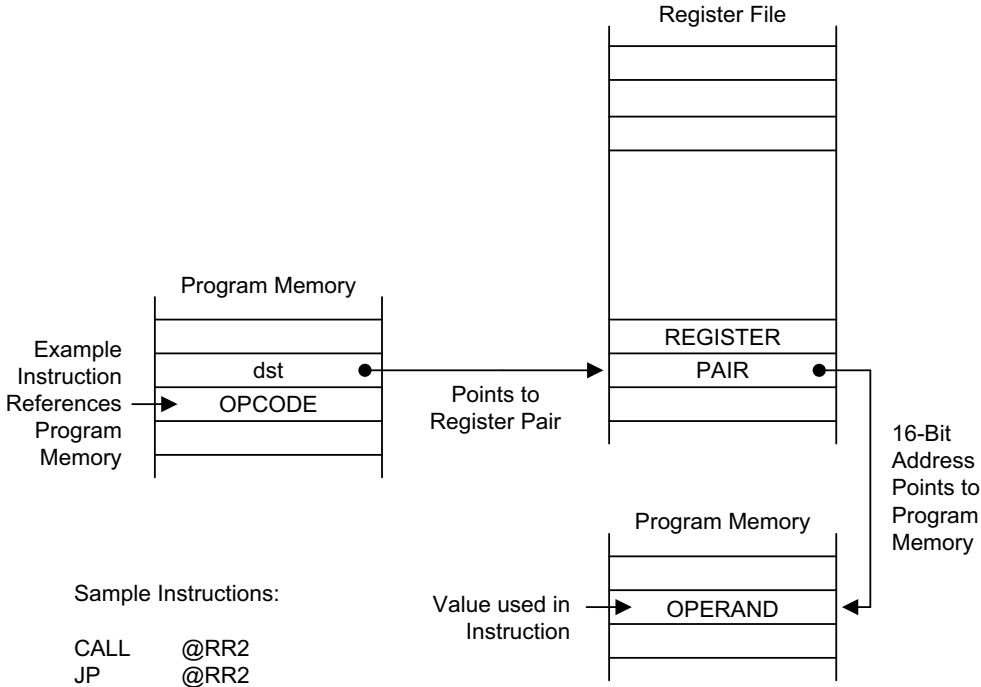 Register File
Program Memory
REGISTER
Example
Instruction
References
Program
Memory
dst
OPCODE
Points to
Register Pair
PAIR
16-Bit
Address
Points to
Program
Memory
Program Memory
Sample Instructions:
Value used in
Instruction
OPERAND
CALL @RR2
JP @RR2